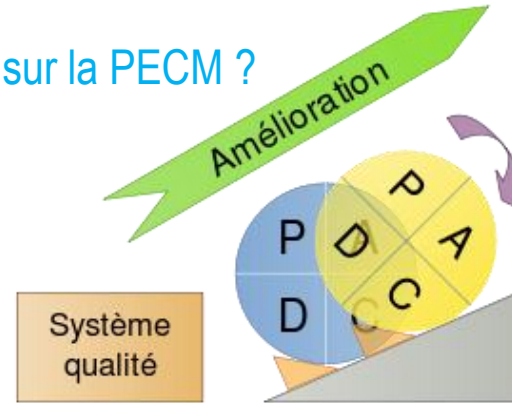 sur la PECM ?
Amélioration
P A
D C
P
D A
C
Système
qualité